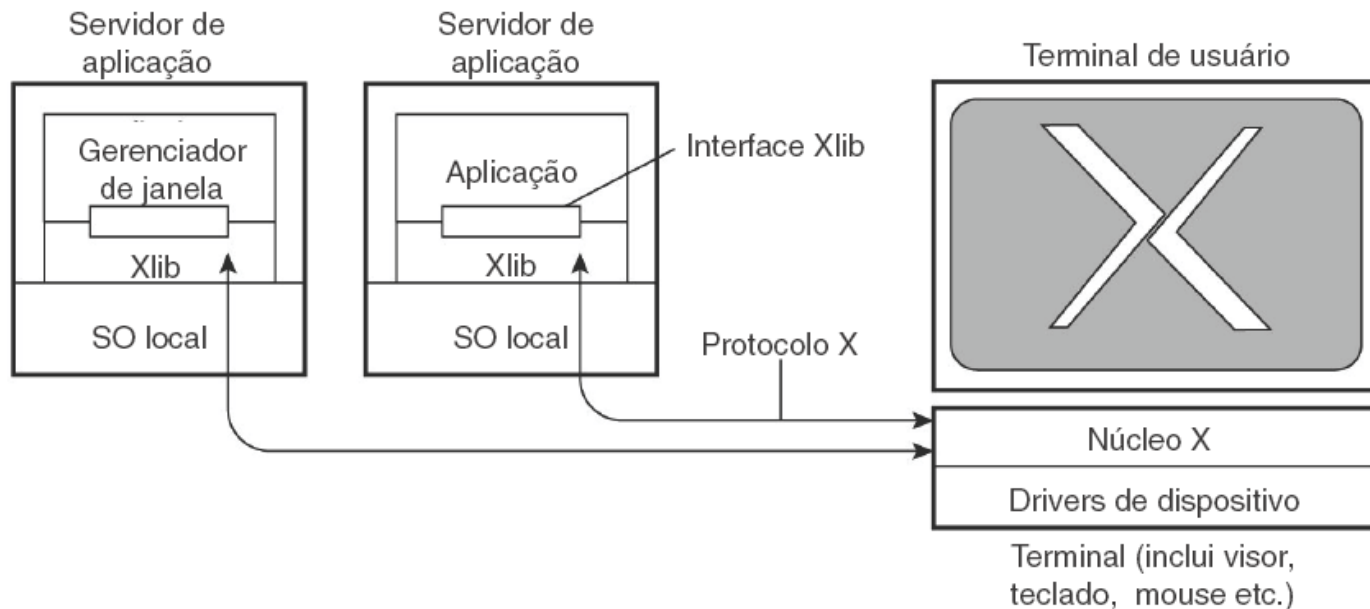 Servidor de
aplicação
Servidor de
aplicação
Terminal de usuário
Gerenciador
de janela
Xlib
SO local
Aplicação
Xlib
SO local
Interface Xlib
Protocolo X
X
Núcleo X
Drivers de dispositivo
Terminal (inclui visor,
teclado, mouse etc.)